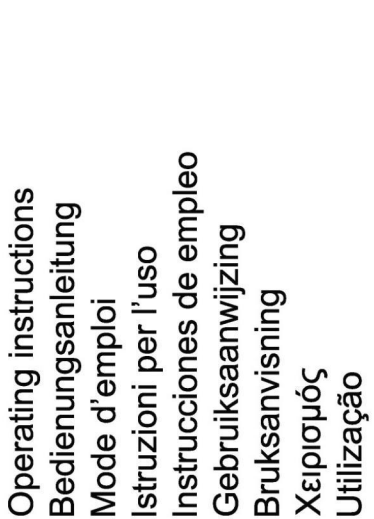 Operating instructions
Bedienungsanleitung
Mode d'emploi
Istruzioni per l'uso
Instrucciones de empleo
Gebruiksaanwijzing
Bruksanvisning
Χειρισμός
Utilização